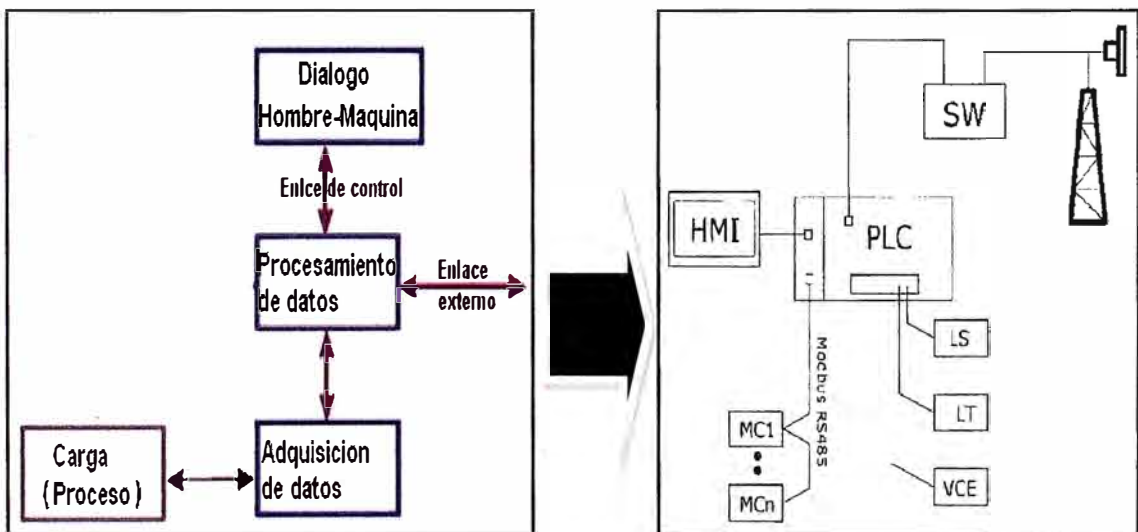 Dialogo
Hombre-Maquina
Enlce de control
Procesamiento
de datos
Enlace
externo
Adquisicion
de datos
Carga
(Proceso)
SW
HMI
PLC
LS
LT
VCE
Mocbus RS485
MC1
MCn